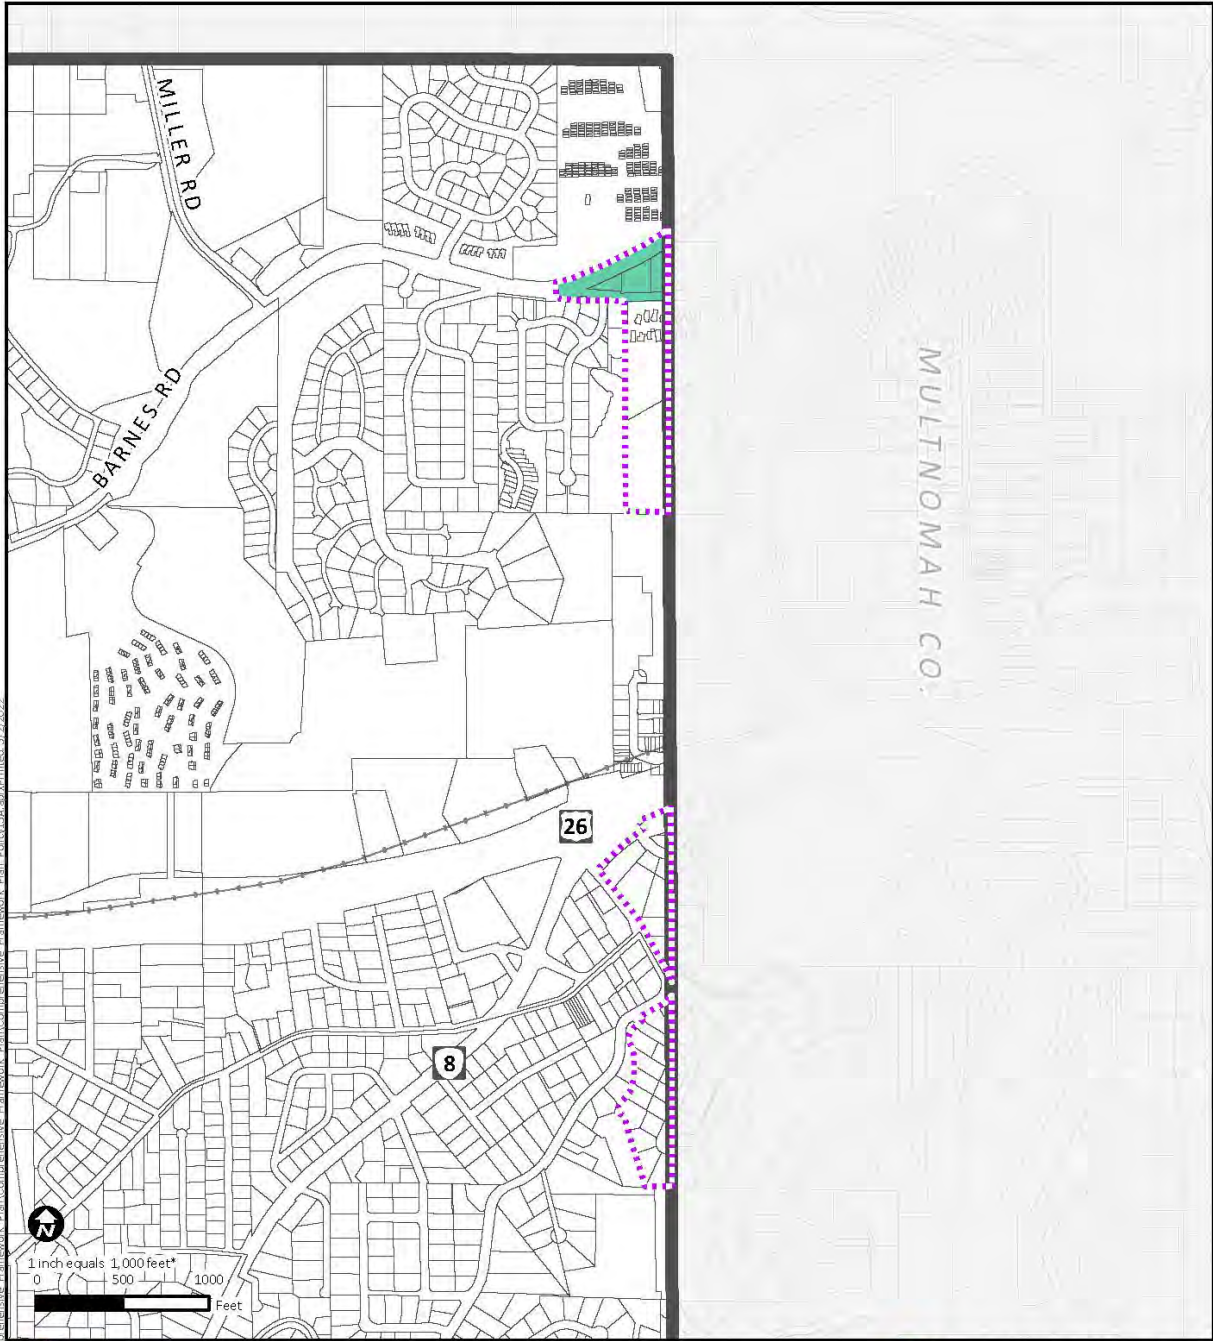 MILLER RD
BARNES RD
MULTNOMAH CO.
26
8
N
1 inch equals 1,000 feet*
0 500 1000
Feet